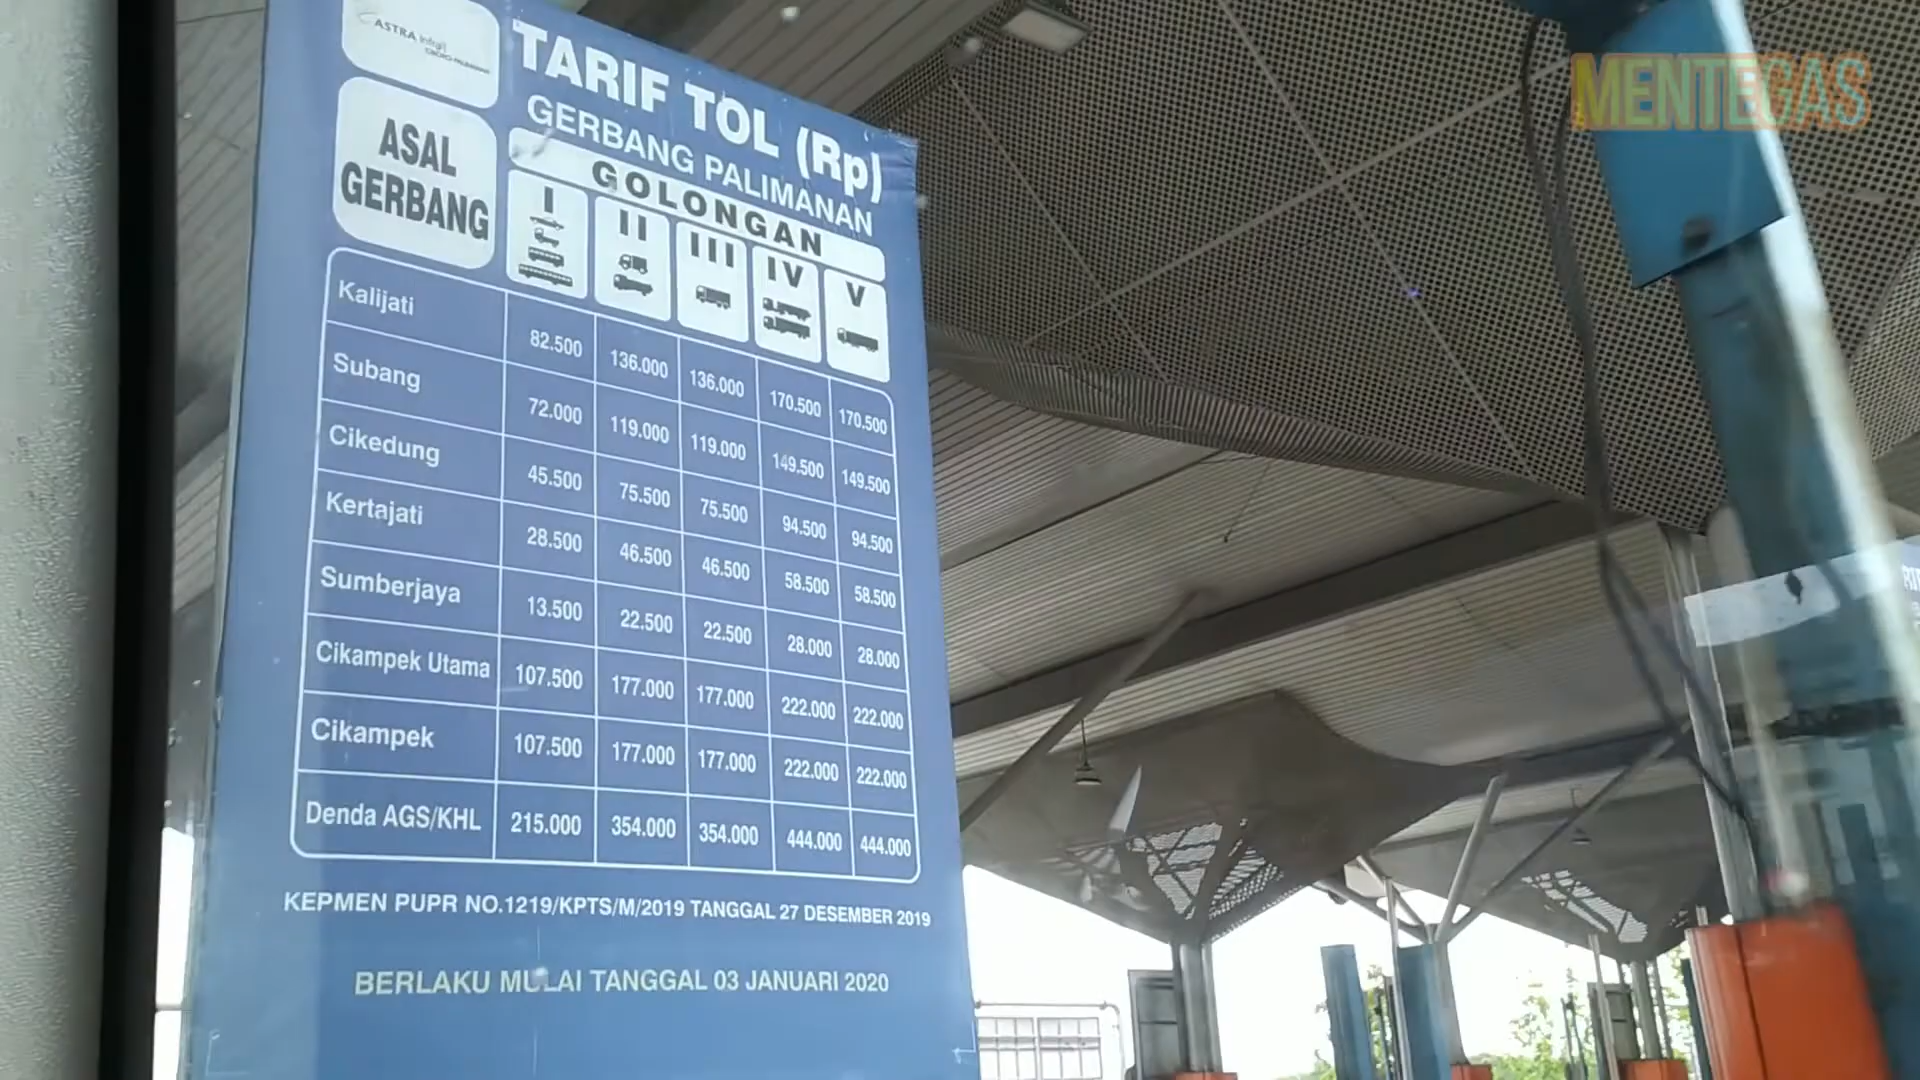 MENTEGAS
ASTRA Infra
CIKOPO-PALIMANAN
TARIF TOL (Rp)
GERBANG PALIMANAN
ASAL GERBANG
GOLONGAN
I II III IV V
Kalijati 82.500 136.000 136.000 170.500 170.500
Subang 72.000 119.000 119.000 149.500 149.500
Cikedung 45.500 75.500 75.500 94.500 94.500
Kertajati 28.500 46.500 46.500 58.500 58.500
Sumberjaya 13.500 22.500 22.500 28.000 28.000
Cikampek Utama 107.500 177.000 177.000 222.000 222.000
Cikampek 107.500 177.000 177.000 222.000 222.000
Denda AGS/KHL 215.000 354.000 354.000 444.000 444.000
KEPMEN PUPR NO.1219/KPTS/M/2019 TANGGAL 27 DESEMBER 2019
BERLAKU MULAI TANGGAL 03 JANUARI 2020